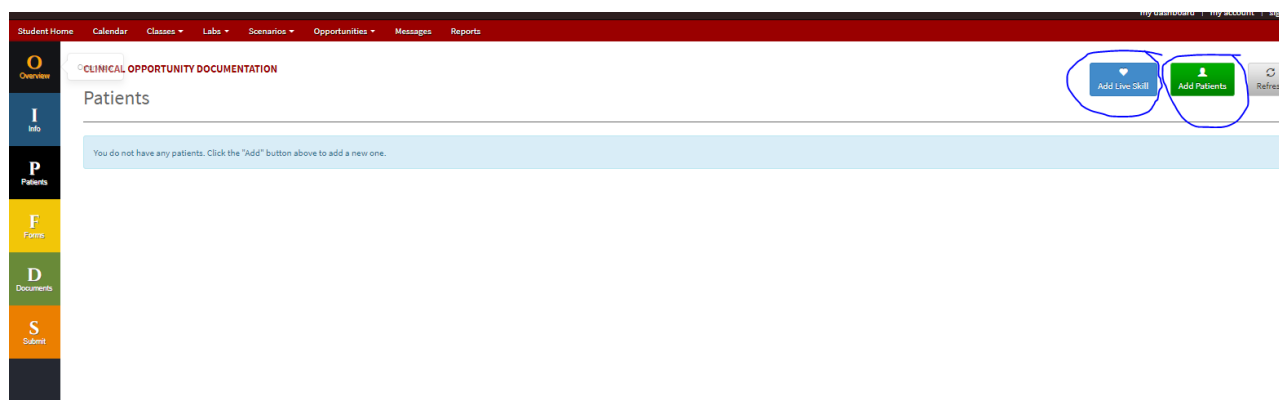 my dashboard | my account |
Student Home Calendar Classes Labs Scenarios Opportunities Messages Reports
O
Overview
CLINICAL OPPORTUNITY DOCUMENTATION
Add Live Skill
Add Patients
Patients
I
Info
You do not have any patients. Click the "Add" button above to add a new one.
P
Patients
F
Forms
D
Documents
S
Submit